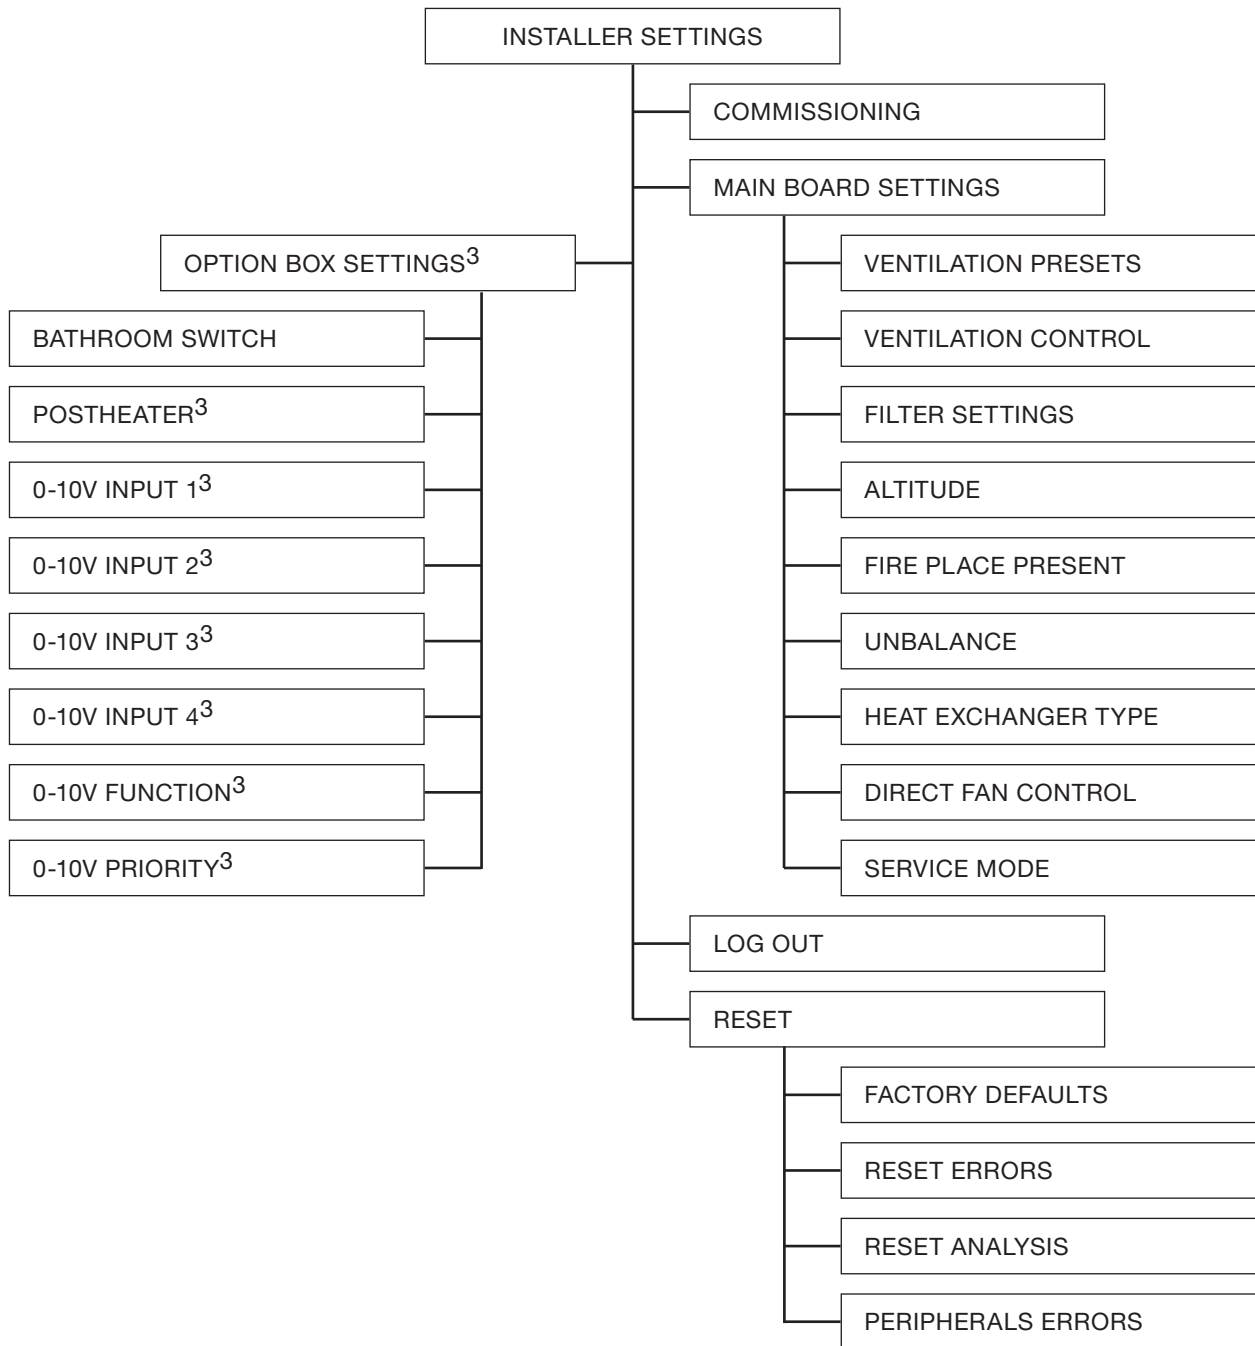 INSTALLER SETTINGS
COMMISSIONING
MAIN BOARD SETTINGS
VENTILATION PRESETS
VENTILATION CONTROL
FILTER SETTINGS
ALTITUDE
FIRE PLACE PRESENT
UNBALANCE
HEAT EXCHANGER TYPE
DIRECT FAN CONTROL
SERVICE MODE
OPTION BOX SETTINGS³
BATHROOM SWITCH
POSTHEATER³
0-10V INPUT 1³
0-10V INPUT 2³
0-10V INPUT 3³
0-10V INPUT 4³
0-10V FUNCTION³
0-10V PRIORITY³
LOG OUT
RESET
FACTORY DEFAULTS
RESET ERRORS
RESET ANALYSIS
PERIPHERALS ERRORS